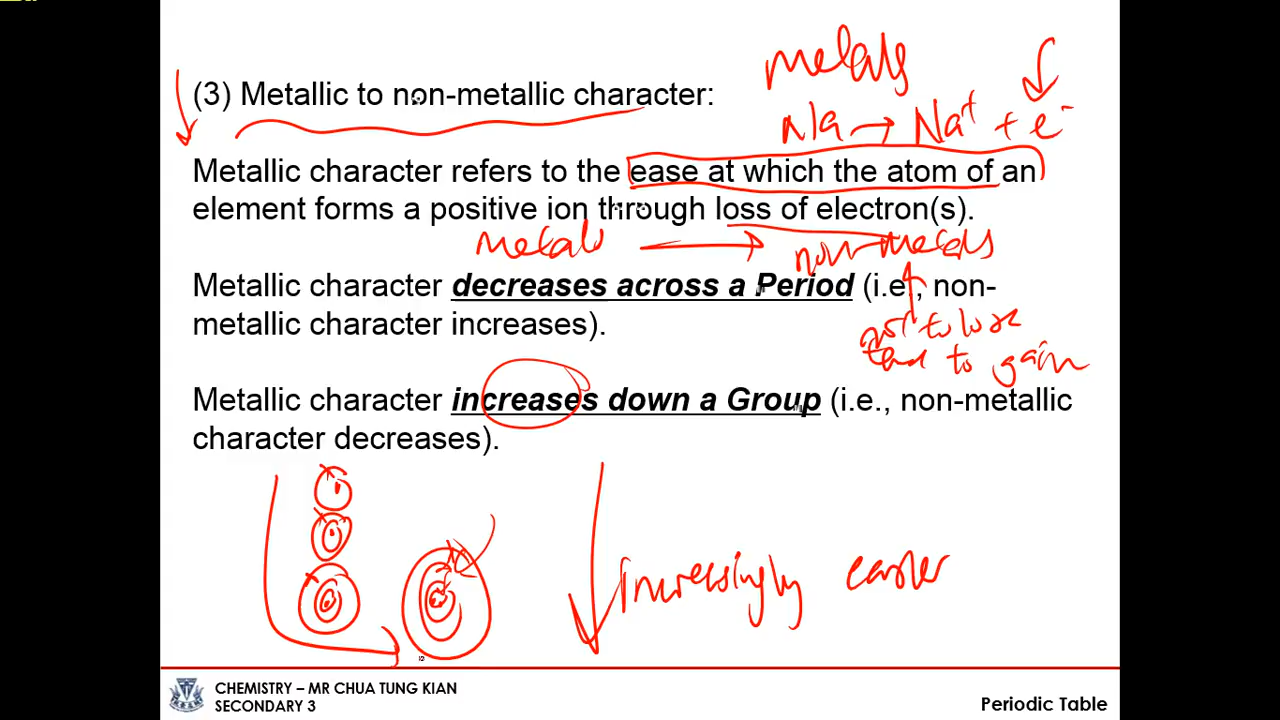 metals
(3) Metallic to non-metallic character:
Na → Na⁺ + e⁻
Metallic character refers to the ease at which the atom of an
element forms a positive ion through loss of electron(s).
metals → non-metals
Metallic character decreases across a Period (i.e., non-
metallic character increases).
not to lose
tend to gain
Metallic character increases down a Group (i.e., non-metallic
character decreases).
increasingly easier
CHEMISTRY – MR CHUA TUNG KIAN
SECONDARY 3
Periodic Table